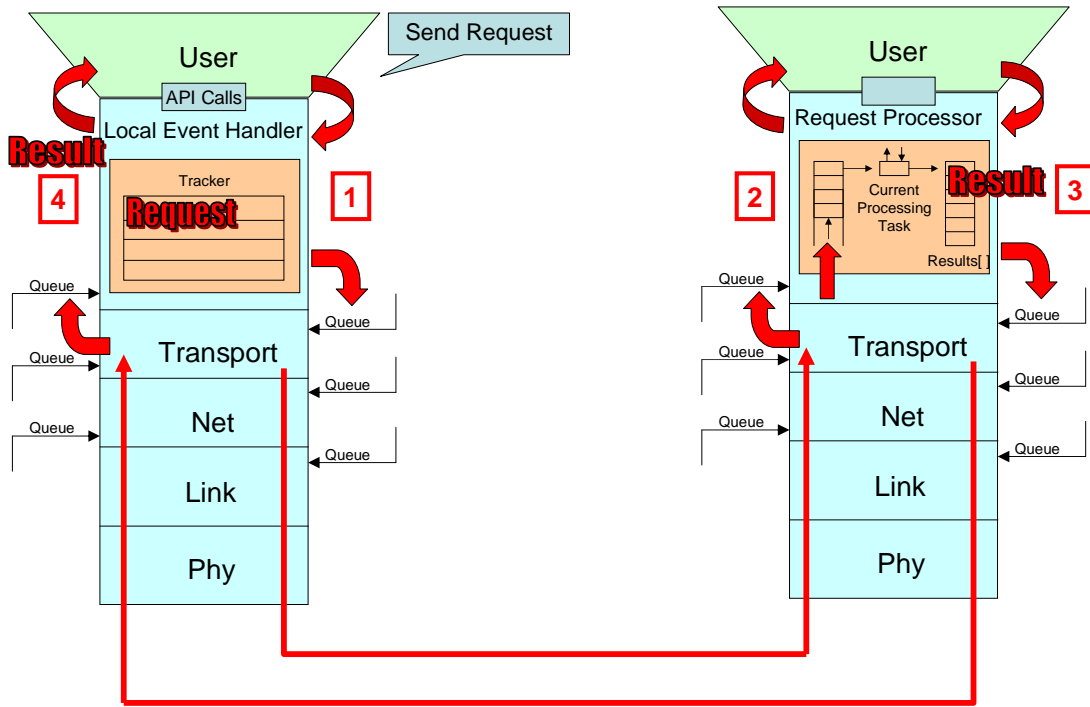 Send Request
User
API Calls
Local Event Handler
Result
4
Tracker
Request
1
Queue
Queue
Transport
Queue
Queue
Net
Queue
Queue
Link
Phy
User
Request Processor
2
Current
Processing
Task
Result
3
Results[ ]
Queue
Queue
Transport
Queue
Queue
Net
Queue
Queue
Link
Phy